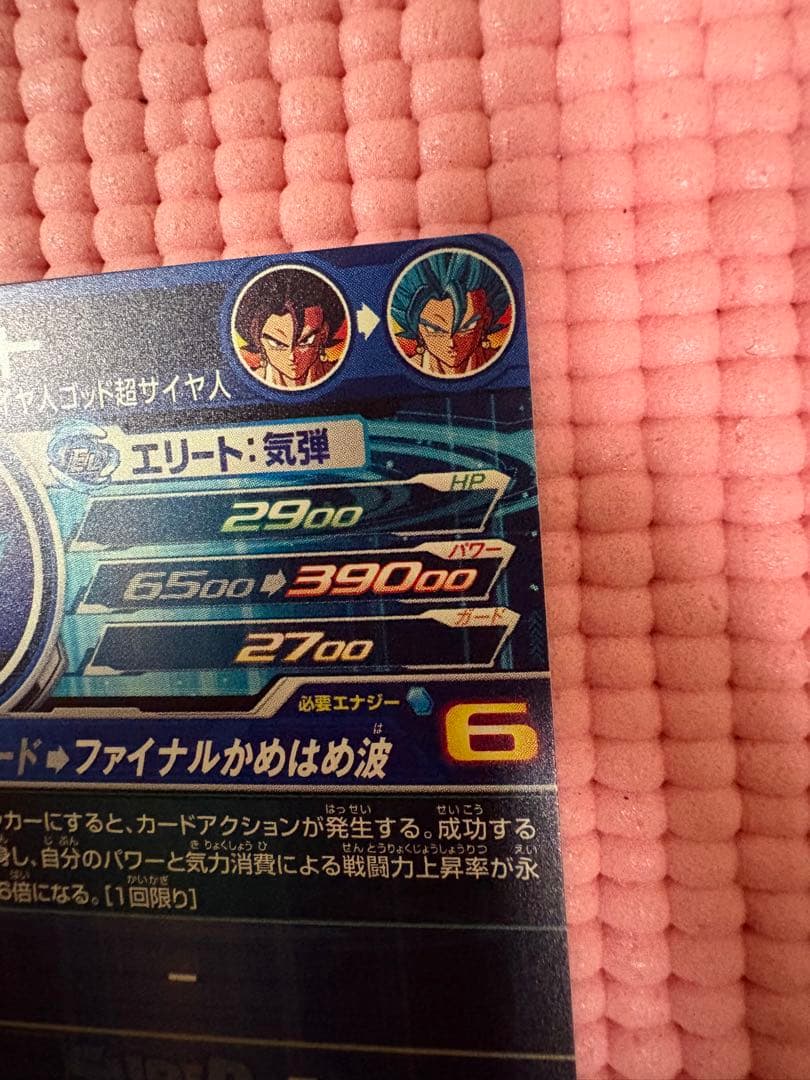 ヤ人ゴッド超サイヤ人
エリート:気弾
HP
2900
パワー
6500➡39000
ガード
2700
必要エナジー
6
ード➡ファイナルかめはめ波
ッカーにすると、カードアクションが発生する。成功する
身し、自分のパワーと気力消費による戦闘力上昇率が永
6倍になる。[1回限り]
ー